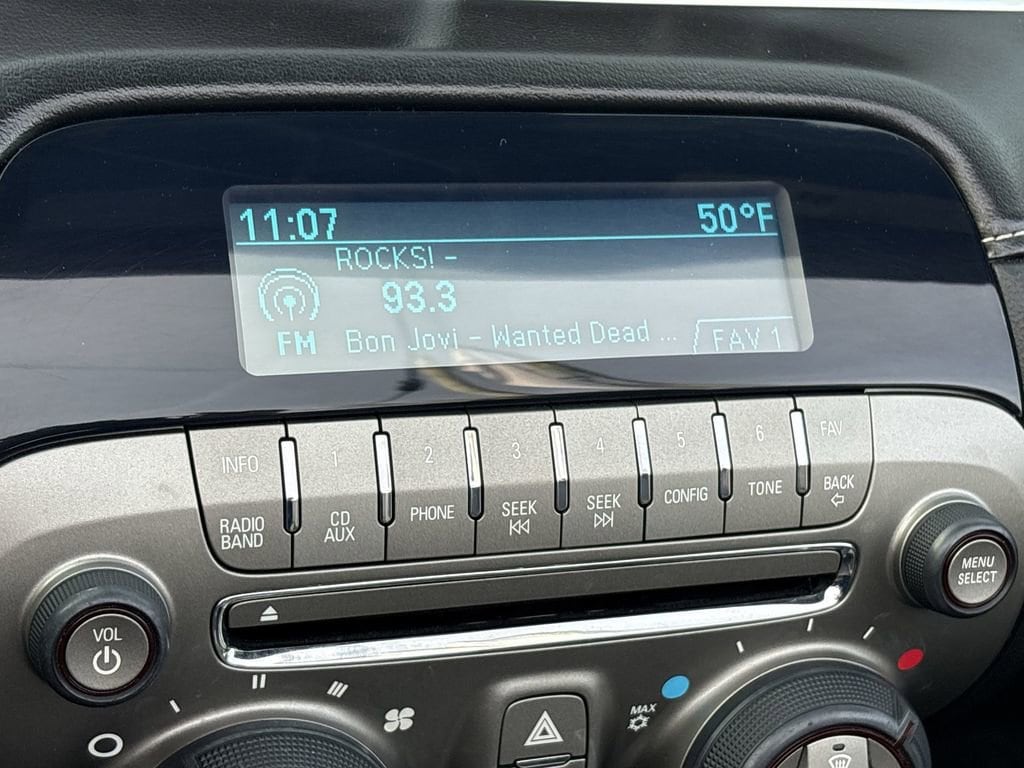 11:07 50°F
ROCKS! -
93.3
FM Bon Jovi - Wanted Dead ... FAV 1
INFO 1 2 3 4 5 6 FAV
RADIO BAND CD AUX PHONE SEEK SEEK CONFIG TONE BACK
MENU SELECT
VOL
MAX